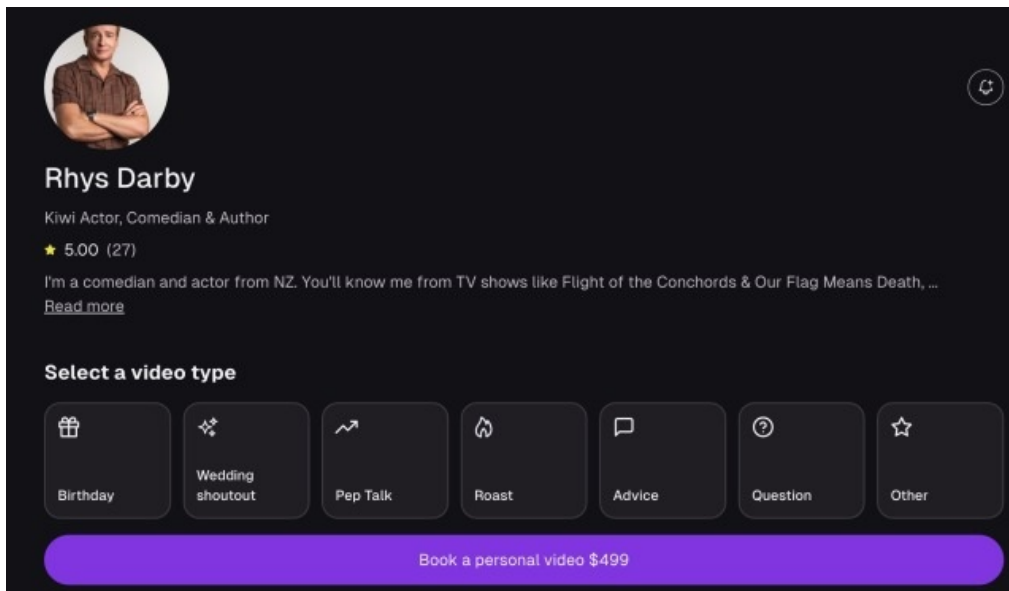 Rhys Darby
Kiwi Actor, Comedian & Author
5.00 (27)
I'm a comedian and actor from NZ. You'll know me from TV shows like Flight of the Conchords & Our Flag Means Death, ...
Read more
Select a video type
Birthday
Wedding
shoutout
Pep Talk
Roast
Advice
Question
Other
Book a personal video $499